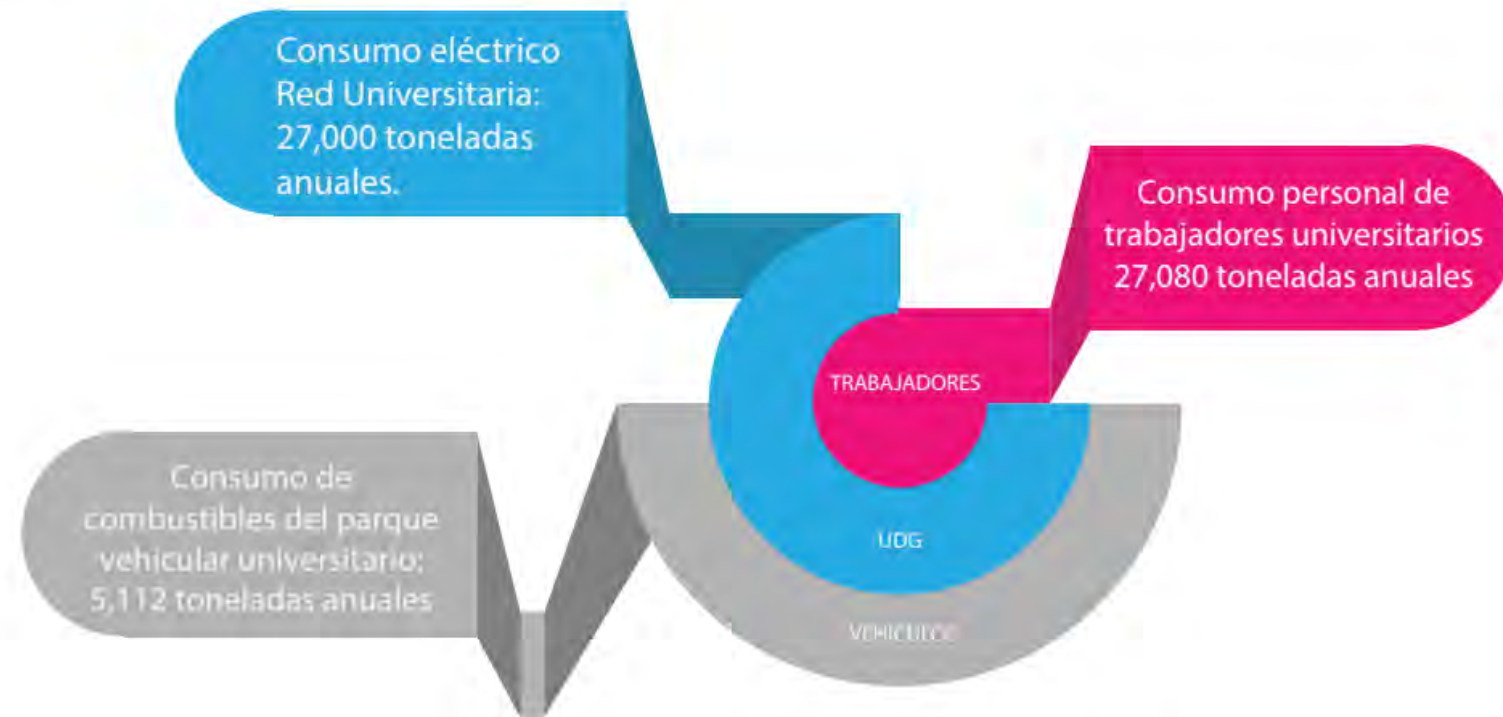 Consumo eléctrico
Red Universitaria:
27,000 toneladas
anuales.
Consumo personal de
trabajadores universitarios
27,080 toneladas anuales
TRABAJADORES
Consumo de
combustibles del parque
vehicular universitario:
5,112 toneladas anuales
UDG